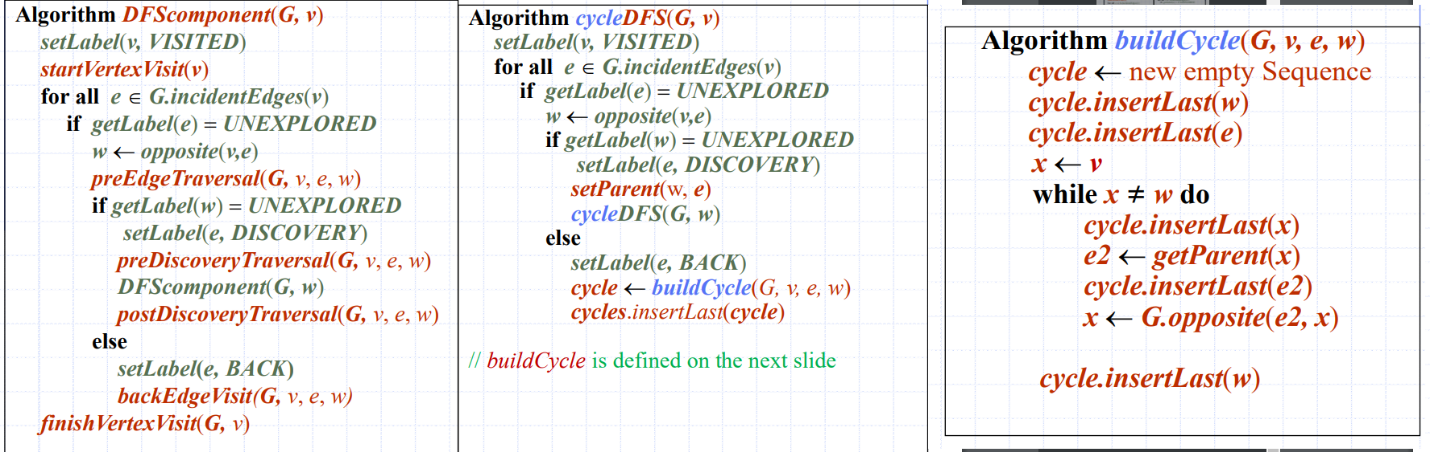 Algorithm DFScomponent(G, v)
setLabel(v, VISITED)
startVertexVisit(v)
for all e ∈ G.incidentEdges(v)
if getLabel(e) = UNEXPLORED
w ← opposite(v,e)
preEdgeTraversal(G, v, e, w)
if getLabel(w) = UNEXPLORED
setLabel(e, DISCOVERY)
preDiscoveryTraversal(G, v, e, w)
DFScomponent(G, w)
postDiscoveryTraversal(G, v, e, w)
else
setLabel(e, BACK)
backEdgeVisit(G, v, e, w)
finishVertexVisit(G, v)
Algorithm cycleDFS(G, v)
setLabel(v, VISITED)
for all e ∈ G.incidentEdges(v)
if getLabel(e) = UNEXPLORED
w ← opposite(v,e)
if getLabel(w) = UNEXPLORED
setLabel(e, DISCOVERY)
setParent(w, e)
cycleDFS(G, w)
else
setLabel(e, BACK)
cycle ← buildCycle(G, v, e, w)
cycles.insertLast(cycle)
// buildCycle is defined on the next slide
Algorithm buildCycle(G, v, e, w)
cycle ← new empty Sequence
cycle.insertLast(w)
cycle.insertLast(e)
x ← v
while x ≠ w do
cycle.insertLast(x)
e2 ← getParent(x)
cycle.insertLast(e2)
x ← G.opposite(e2, x)
cycle.insertLast(w)